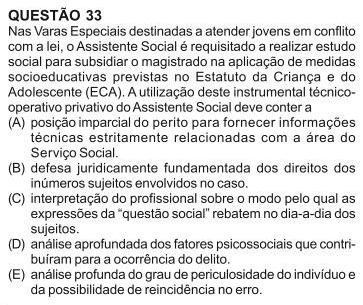 QUESTÃO 33
Nas Varas Especiais destinadas a atender jovens em conflito
com a lei, o Assistente Social é requisitado a realizar estudo
social para subsidiar o magistrado na aplicação de medidas
socioeducativas previstas no Estatuto da Criança e do
Adolescente (ECA). A utilização deste instrumental técnico-
operativo privativo do Assistente Social deve conter a
(A) posição imparcial do perito para fornecer informações
técnicas estritamente relacionadas com a área do
Serviço Social.
(B) defesa juridicamente fundamentada dos direitos dos
inúmeros sujeitos envolvidos no caso.
(C) interpretação do profissional sobre o modo pelo qual as
expressões da “questão social” rebatem no dia-a-dia dos
sujeitos.
(D) análise aprofundada dos fatores psicossociais que contri-
buíram para a ocorrência do delito.
(E) análise profunda do grau de periculosidade do indivíduo e
da possibilidade de reincidência no erro.